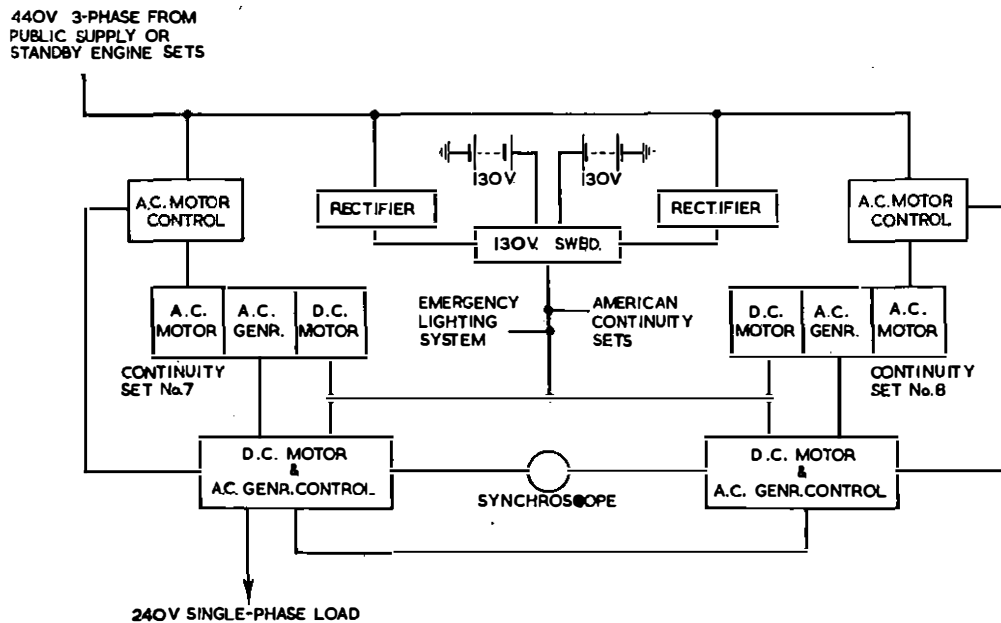 440V 3-PHASE FROM
PUBLIC SUPPLY OR
STANDBY ENGINE SETS
130V
130V
A.C. MOTOR
CONTROL
RECTIFIER
RECTIFIER
A.C. MOTOR
CONTROL
130V. SWBD.
A.C.
MOTOR
A.C.
GENR.
D.C.
MOTOR
EMERGENCY
LIGHTING
SYSTEM
AMERICAN
CONTINUITY
SETS
D.C.
MOTOR
A.C.
GENR.
A.C.
MOTOR
CONTINUITY
SET No.7
CONTINUITY
SET No.8
D.C. MOTOR
&
A.C. GENR. CONTROL
SYNCHROSCOPE
D.C. MOTOR
&
A.C. GENR. CONTROL
240V SINGLE-PHASE LOAD